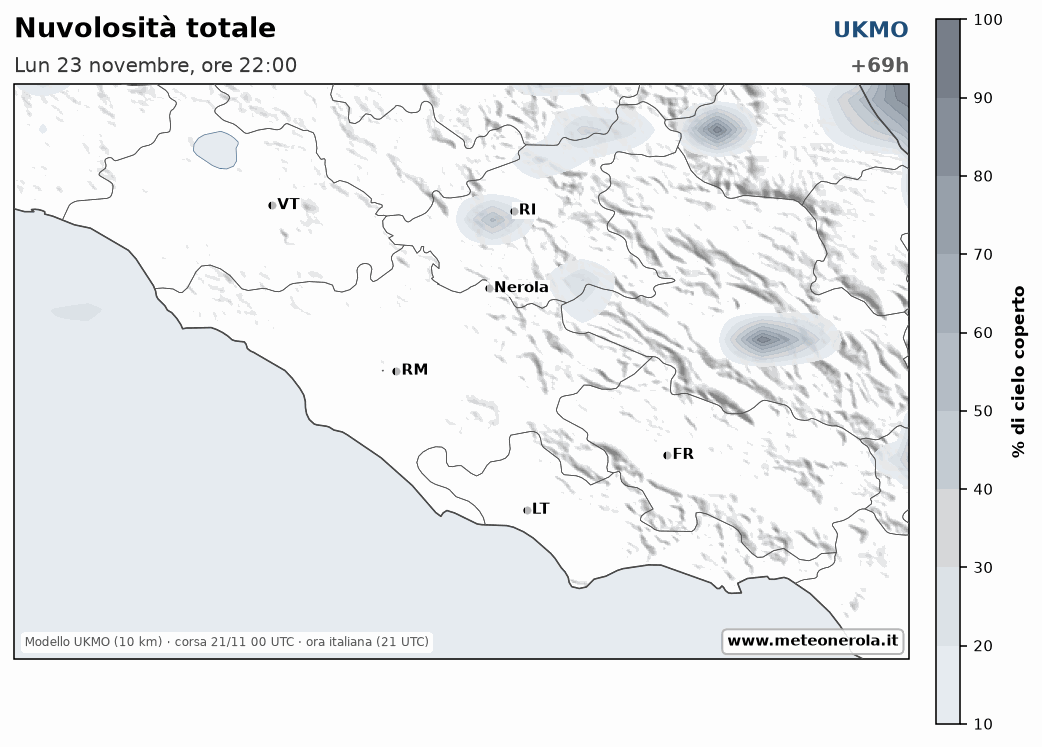 Nuvolosità totale
UKMO
Lun 23 novembre, ore 22:00
+69h
100
90
80
70
60
50
40
30
20
10
% di cielo coperto
VT
RI
Nerola
RM
FR
LT
Modello UKMO (10 km) · corsa 21/11 00 UTC · ora italiana (21 UTC)
www.meteonerola.it